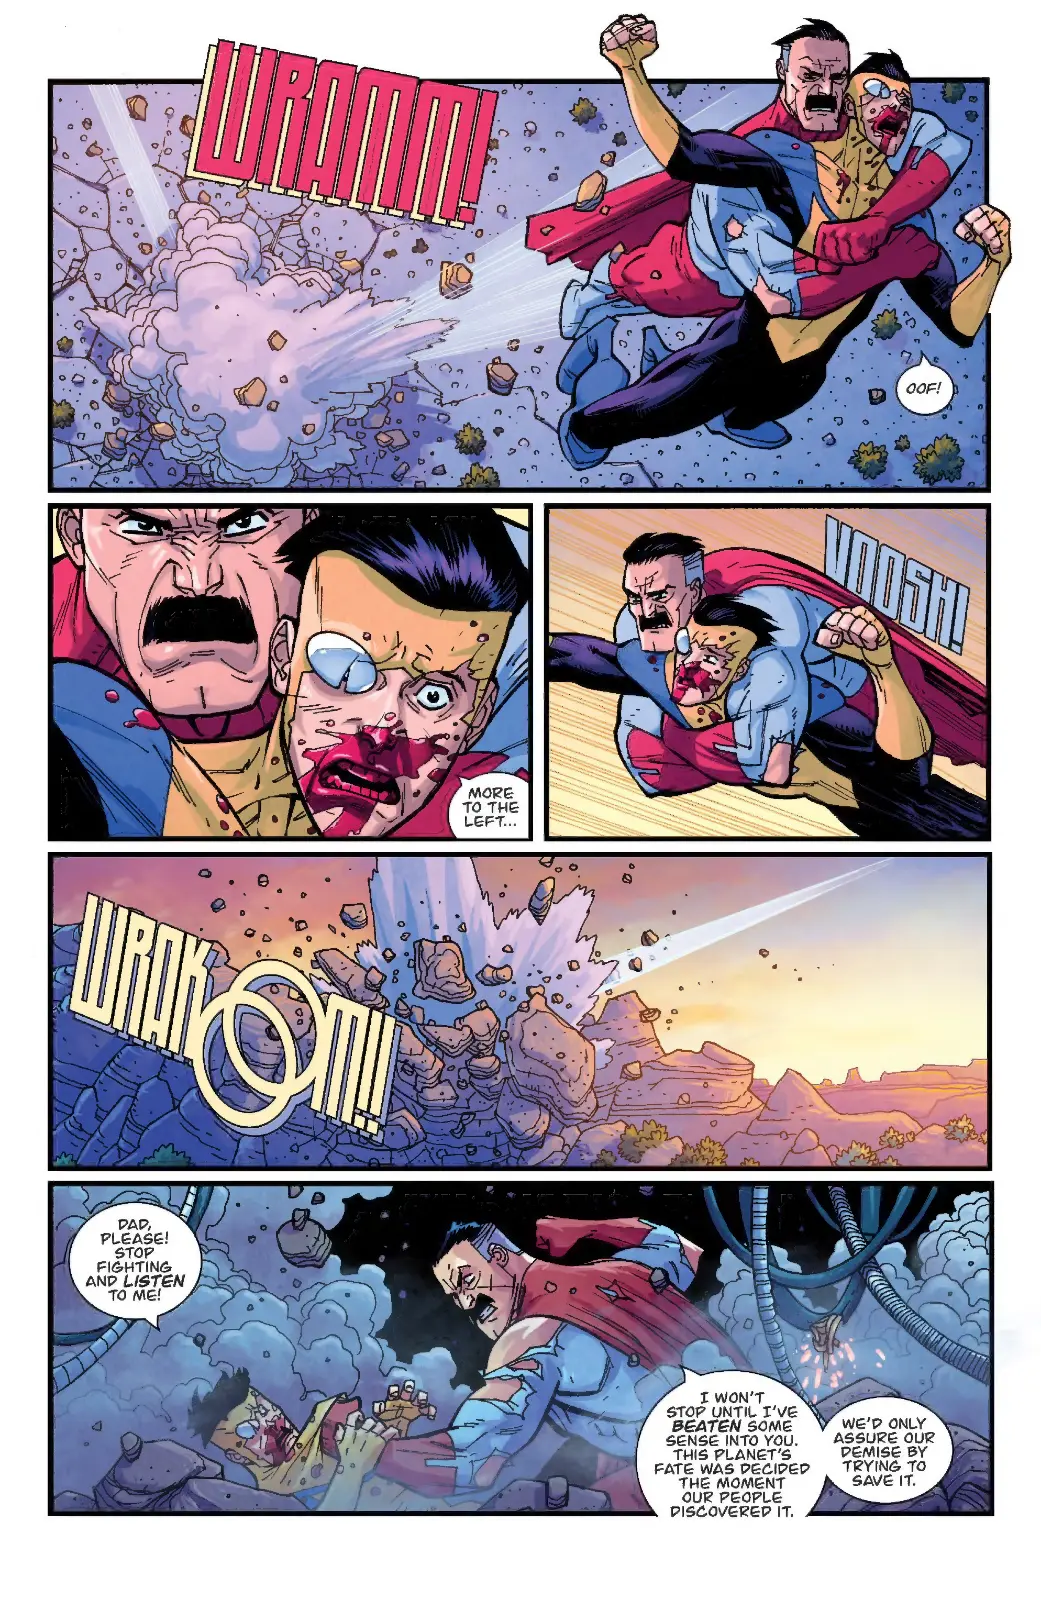 WRAMM!
OOF!
MORE
TO THE
LEFT...
VOOSH!
WRAKOOM!!
DAD,
PLEASE!
STOP
FIGHTING
AND LISTEN
TO ME!
I WON'T
STOP UNTIL I'VE
BEATEN SOME
SENSE INTO YOU.
THIS PLANET'S
FATE WAS DECIDED
THE MOMENT
OUR PEOPLE
DISCOVERED IT.
WE'D ONLY
ASSURE OUR
DEMISE BY
TRYING TO
SAVE IT.